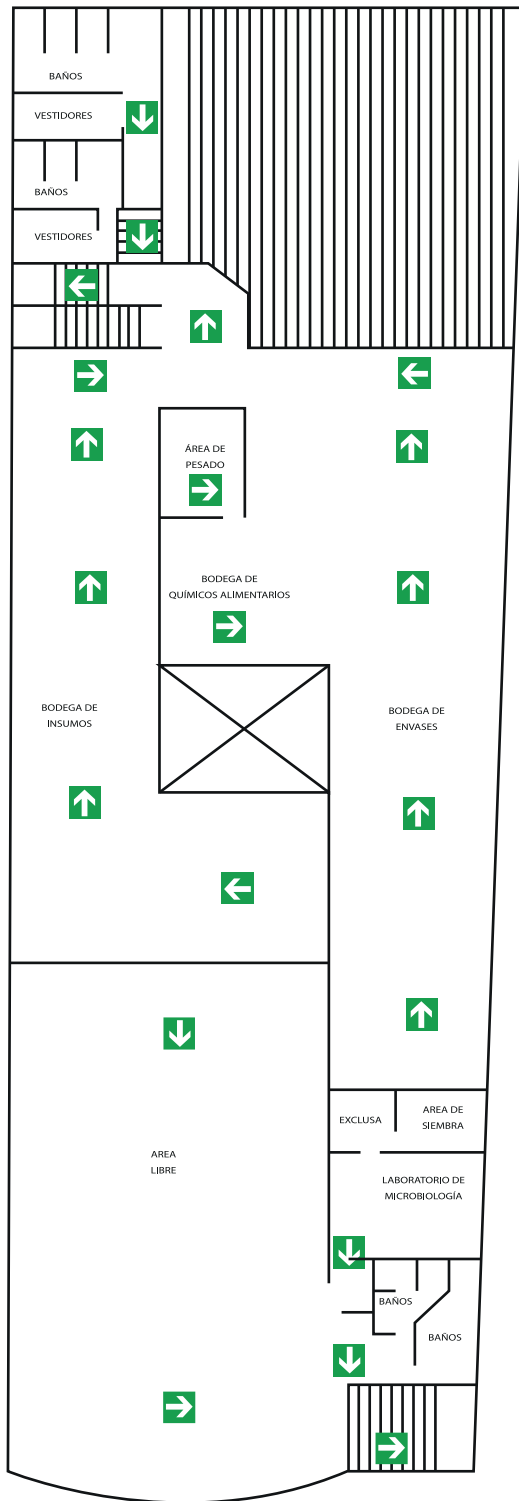 BAÑOS
VESTIDORES
BAÑOS
VESTIDORES
ÁREA DE
PESADO
BODEGA DE
QUÍMICOS ALIMENTARIOS
BODEGA DE
INSUMOS
BODEGA DE
ENVASES
EXCLUSA
AREA DE
SIEMBRA
AREA
LIBRE
LABORATORIO DE
MICROBIOLOGÍA
BAÑOS
BAÑOS